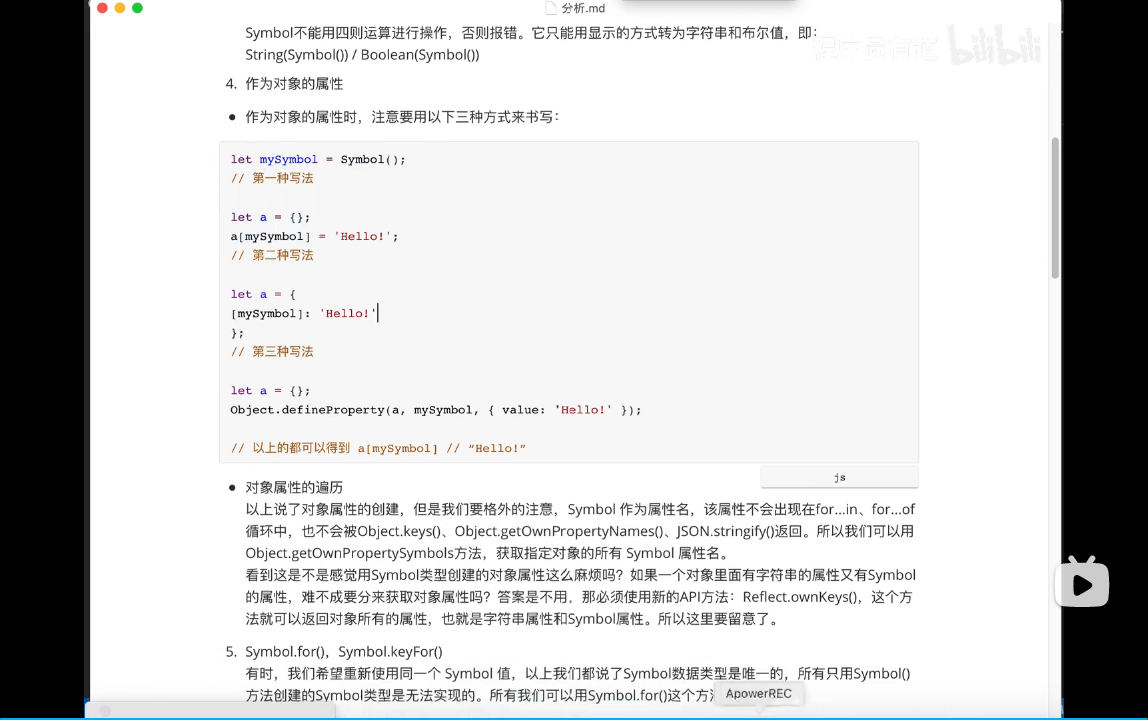 分析.md
Symbol不能用四则运算进行操作，否则报错。它只能用显示的方式转为字符串和布尔值，即：
String(Symbol()) / Boolean(Symbol())
程序员有道 bilibili
4. 作为对象的属性
● 作为对象的属性时，注意要用以下三种方式来书写：
let mySymbol = Symbol();
// 第一种写法
let a = {};
a[mySymbol] = 'Hello!';
// 第二种写法
let a = {
[mySymbol]: 'Hello!'
};
// 第三种写法
let a = {};
Object.defineProperty(a, mySymbol, { value: 'Hello!' });
// 以上的都可以得到 a[mySymbol] // “Hello!”
js
● 对象属性的遍历
以上说了对象属性的创建，但是我们要格外的注意，Symbol 作为属性名，该属性不会出现在for...in、for...of
循环中，也不会被Object.keys()、Object.getOwnPropertyNames()、JSON.stringify()返回。所以我们可以用
Object.getOwnPropertySymbols方法，获取指定对象的所有 Symbol 属性名。
看到这是不是感觉用Symbol类型创建的对象属性这么麻烦吗？如果一个对象里面有字符串的属性又有Symbol
的属性，难不成要分来获取对象属性吗？答案是不用，那必须使用新的API方法：Reflect.ownKeys()，这个方
法就可以返回对象所有的属性，也就是字符串属性和Symbol属性。所以这里要留意了。
5. Symbol.for()，Symbol.keyFor()
有时，我们希望重新使用同一个 Symbol 值，以上我们都说了Symbol数据类型是唯一的，所有只用Symbol()
方法创建的Symbol类型是无法实现的。所有我们可以用Symbol.for()这个方
ApowerREC